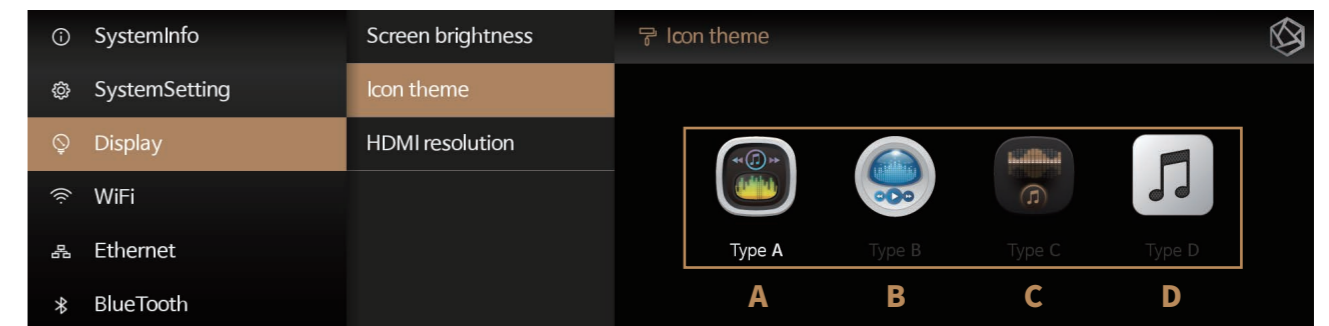 SystemInfo
SystemSetting
Display
WiFi
Ethernet
BlueTooth
Screen brightness
Icon theme
HDMI resolution
Icon theme
Type A Type B Type C Type D
A B C D